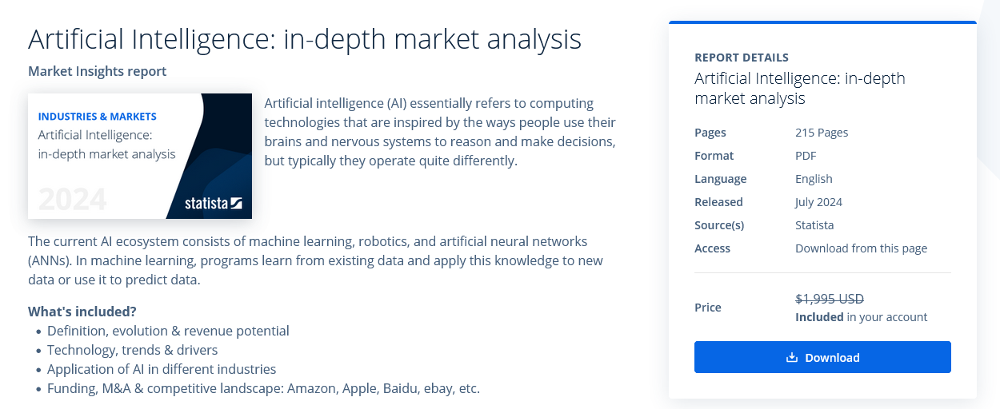 Artificial Intelligence: in-depth market analysis
Market Insights report
INDUSTRIES & MARKETS
Artificial Intelligence:
in-depth market analysis
2024
statista
Artificial intelligence (AI) essentially refers to computing
technologies that are inspired by the ways people use their
brains and nervous systems to reason and make decisions,
but typically they operate quite differently.
The current AI ecosystem consists of machine learning, robotics, and artificial neural networks
(ANNs). In machine learning, programs learn from existing data and apply this knowledge to new
data or use it to predict data.
What's included?
• Definition, evolution & revenue potential
• Technology, trends & drivers
• Application of AI in different industries
• Funding, M&A & competitive landscape: Amazon, Apple, Baidu, ebay, etc.
REPORT DETAILS
Artificial Intelligence: in-depth
market analysis
Pages 215 Pages
Format PDF
Language English
Released July 2024
Source(s) Statista
Access Download from this page
Price $1,995 USD
Included in your account
Download